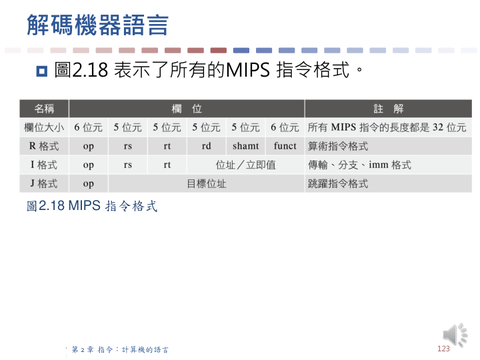 解碼機器語言
圖2.18 表示了所有的MIPS 指令格式。
名稱 欄 位 註 解
欄位大小 6 位元 5 位元 5 位元 5 位元 5 位元 6 位元 所有 MIPS 指令的長度都是 32 位元
R 格式 op rs rt rd shamt funct 算術指令格式
I 格式 op rs rt 位址／立即值 傳輸、分支、imm 格式
J 格式 op 目標位址 跳躍指令格式
圖2.18 MIPS 指令格式
第 2 章 指令：計算機的語言
123